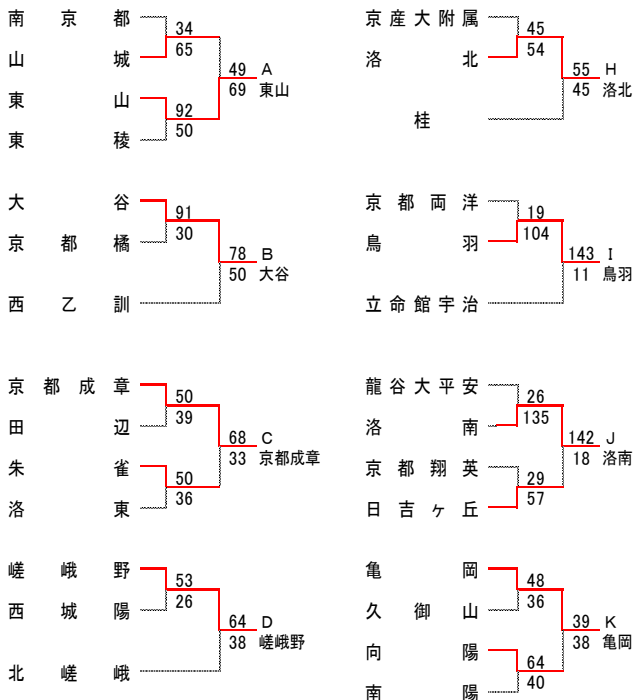 南京都
34
山城
65
49 A
69 東山
東山
92
東稜
50
大谷
91
京都橘
30
78 B
50 大谷
西乙訓
京都成章
50
田辺
39
68 C
33 京都成章
朱雀
50
洛東
36
嵯峨野
53
西城陽
26
64 D
38 嵯峨野
北嵯峨
京産大附属
45
洛北
54
55 H
45 洛北
桂
京都両洋
19
鳥羽
104
143 I
11 鳥羽
立命館宇治
龍谷大平安
26
洛南
135
142 J
18 洛南
京都翔英
29
日吉ヶ丘
57
亀岡
48
久御山
36
39 K
38 亀岡
向陽
64
南陽
40